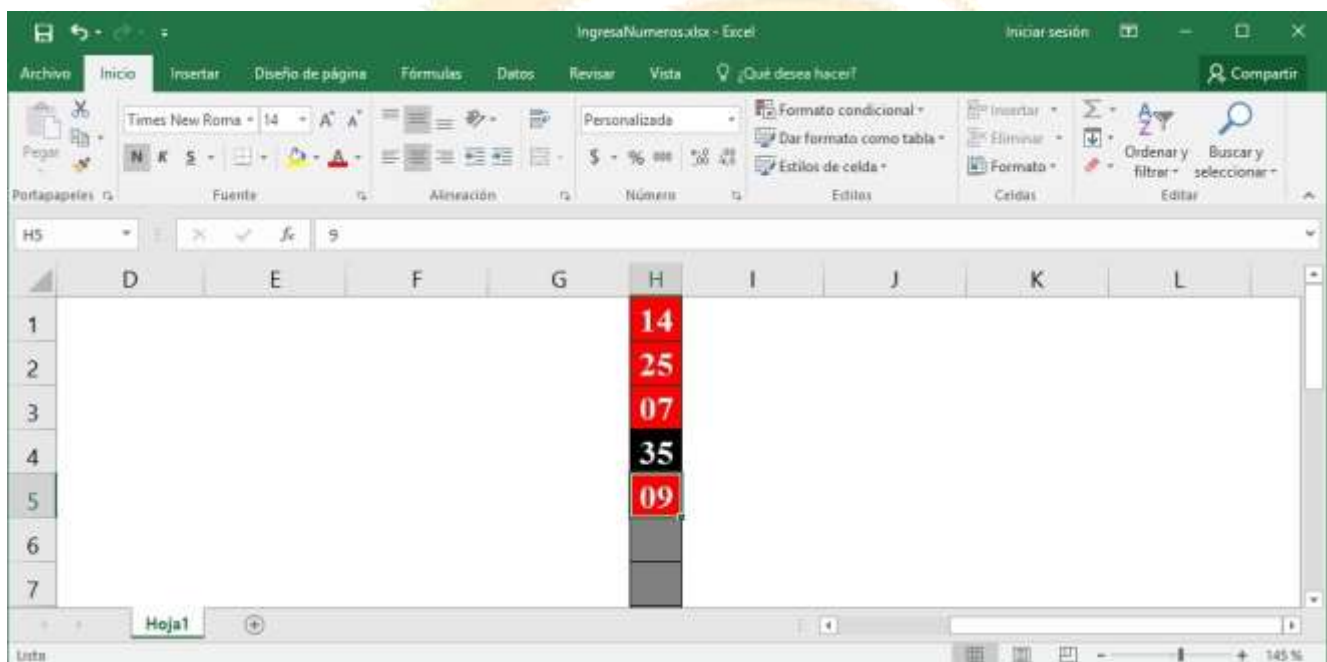 IngresaNumeros.xlsx - Excel
Iniciar sesión
Archivo Inicio Insertar Diseño de página Fórmulas Datos Revisar Vista ¿Qué desea hacer? Compartir
Pegar
Times New Roma 14
N K S
Personalizada
$ % 000
Formato condicional
Dar formato como tabla
Estilos de celda
Insertar
Eliminar
Formato
Ordenar y filtrar
Buscar y seleccionar
Portapapeles Fuente Alineación Número Estilos Celdas Editar
H5 fx 9
D E F G H I J K L
1 14
2 25
3 07
4 35
5 09
6
7
Hoja1
Listo 145 %